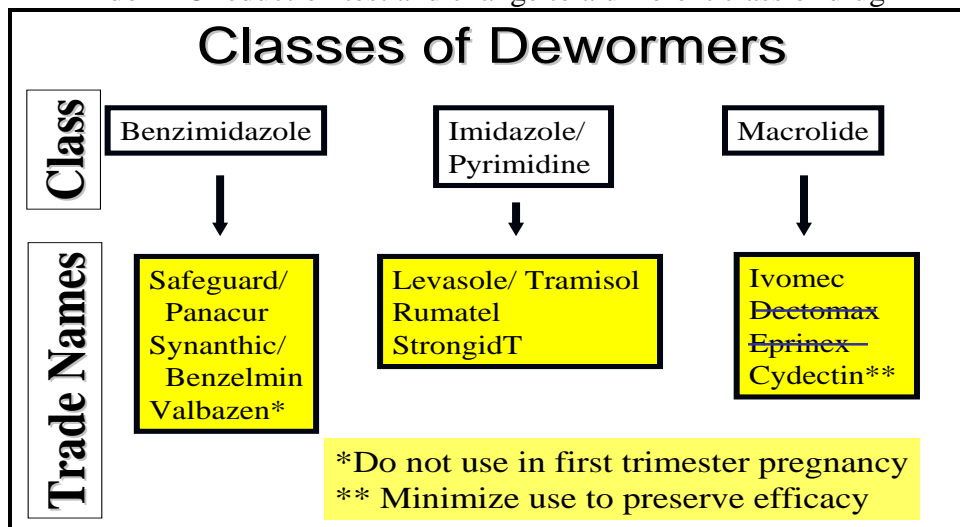 Classes of Dewormers
Class
Benzimidazole
Imidazole/
Pyrimidine
Macrolide
Trade Names
Safeguard/
Panacur
Synanthic/
Benzelmin
Valbazen*
Levasole/ Tramisol
Rumatel
StrongidT
Ivomec
Dectomax
Eprinex
Cydectin**
*Do not use in first trimester pregnancy
** Minimize use to preserve efficacy